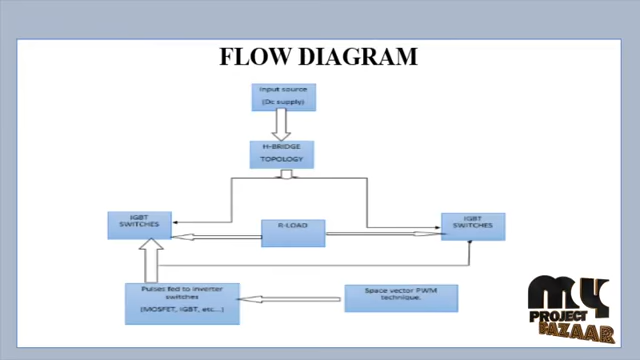 FLOW DIAGRAM
Input source
(Dc supply)
H-BRIDGE
TOPOLOGY
IGBT
SWITCHES
R-LOAD
IGBT
SWITCHES
Pulses fed to inverter
switches
(MOSFET, IGBT, etc...)
Space vector PWM
technique.
my
PROJECT
BAZAAR